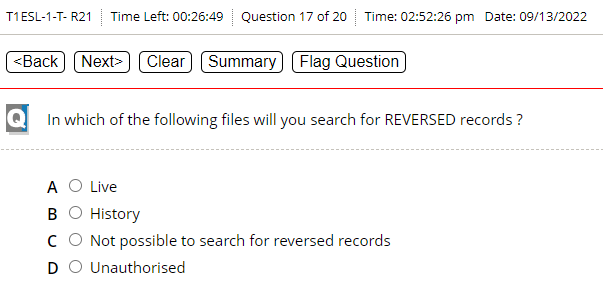 T1ESL-1-T- R21 Time Left: 00:26:49 Question 17 of 20 Time: 02:52:26 pm Date: 09/13/2022
<Back Next> Clear Summary Flag Question
Q In which of the following files will you search for REVERSED records ?
A Live
B History
C Not possible to search for reversed records
D Unauthorised